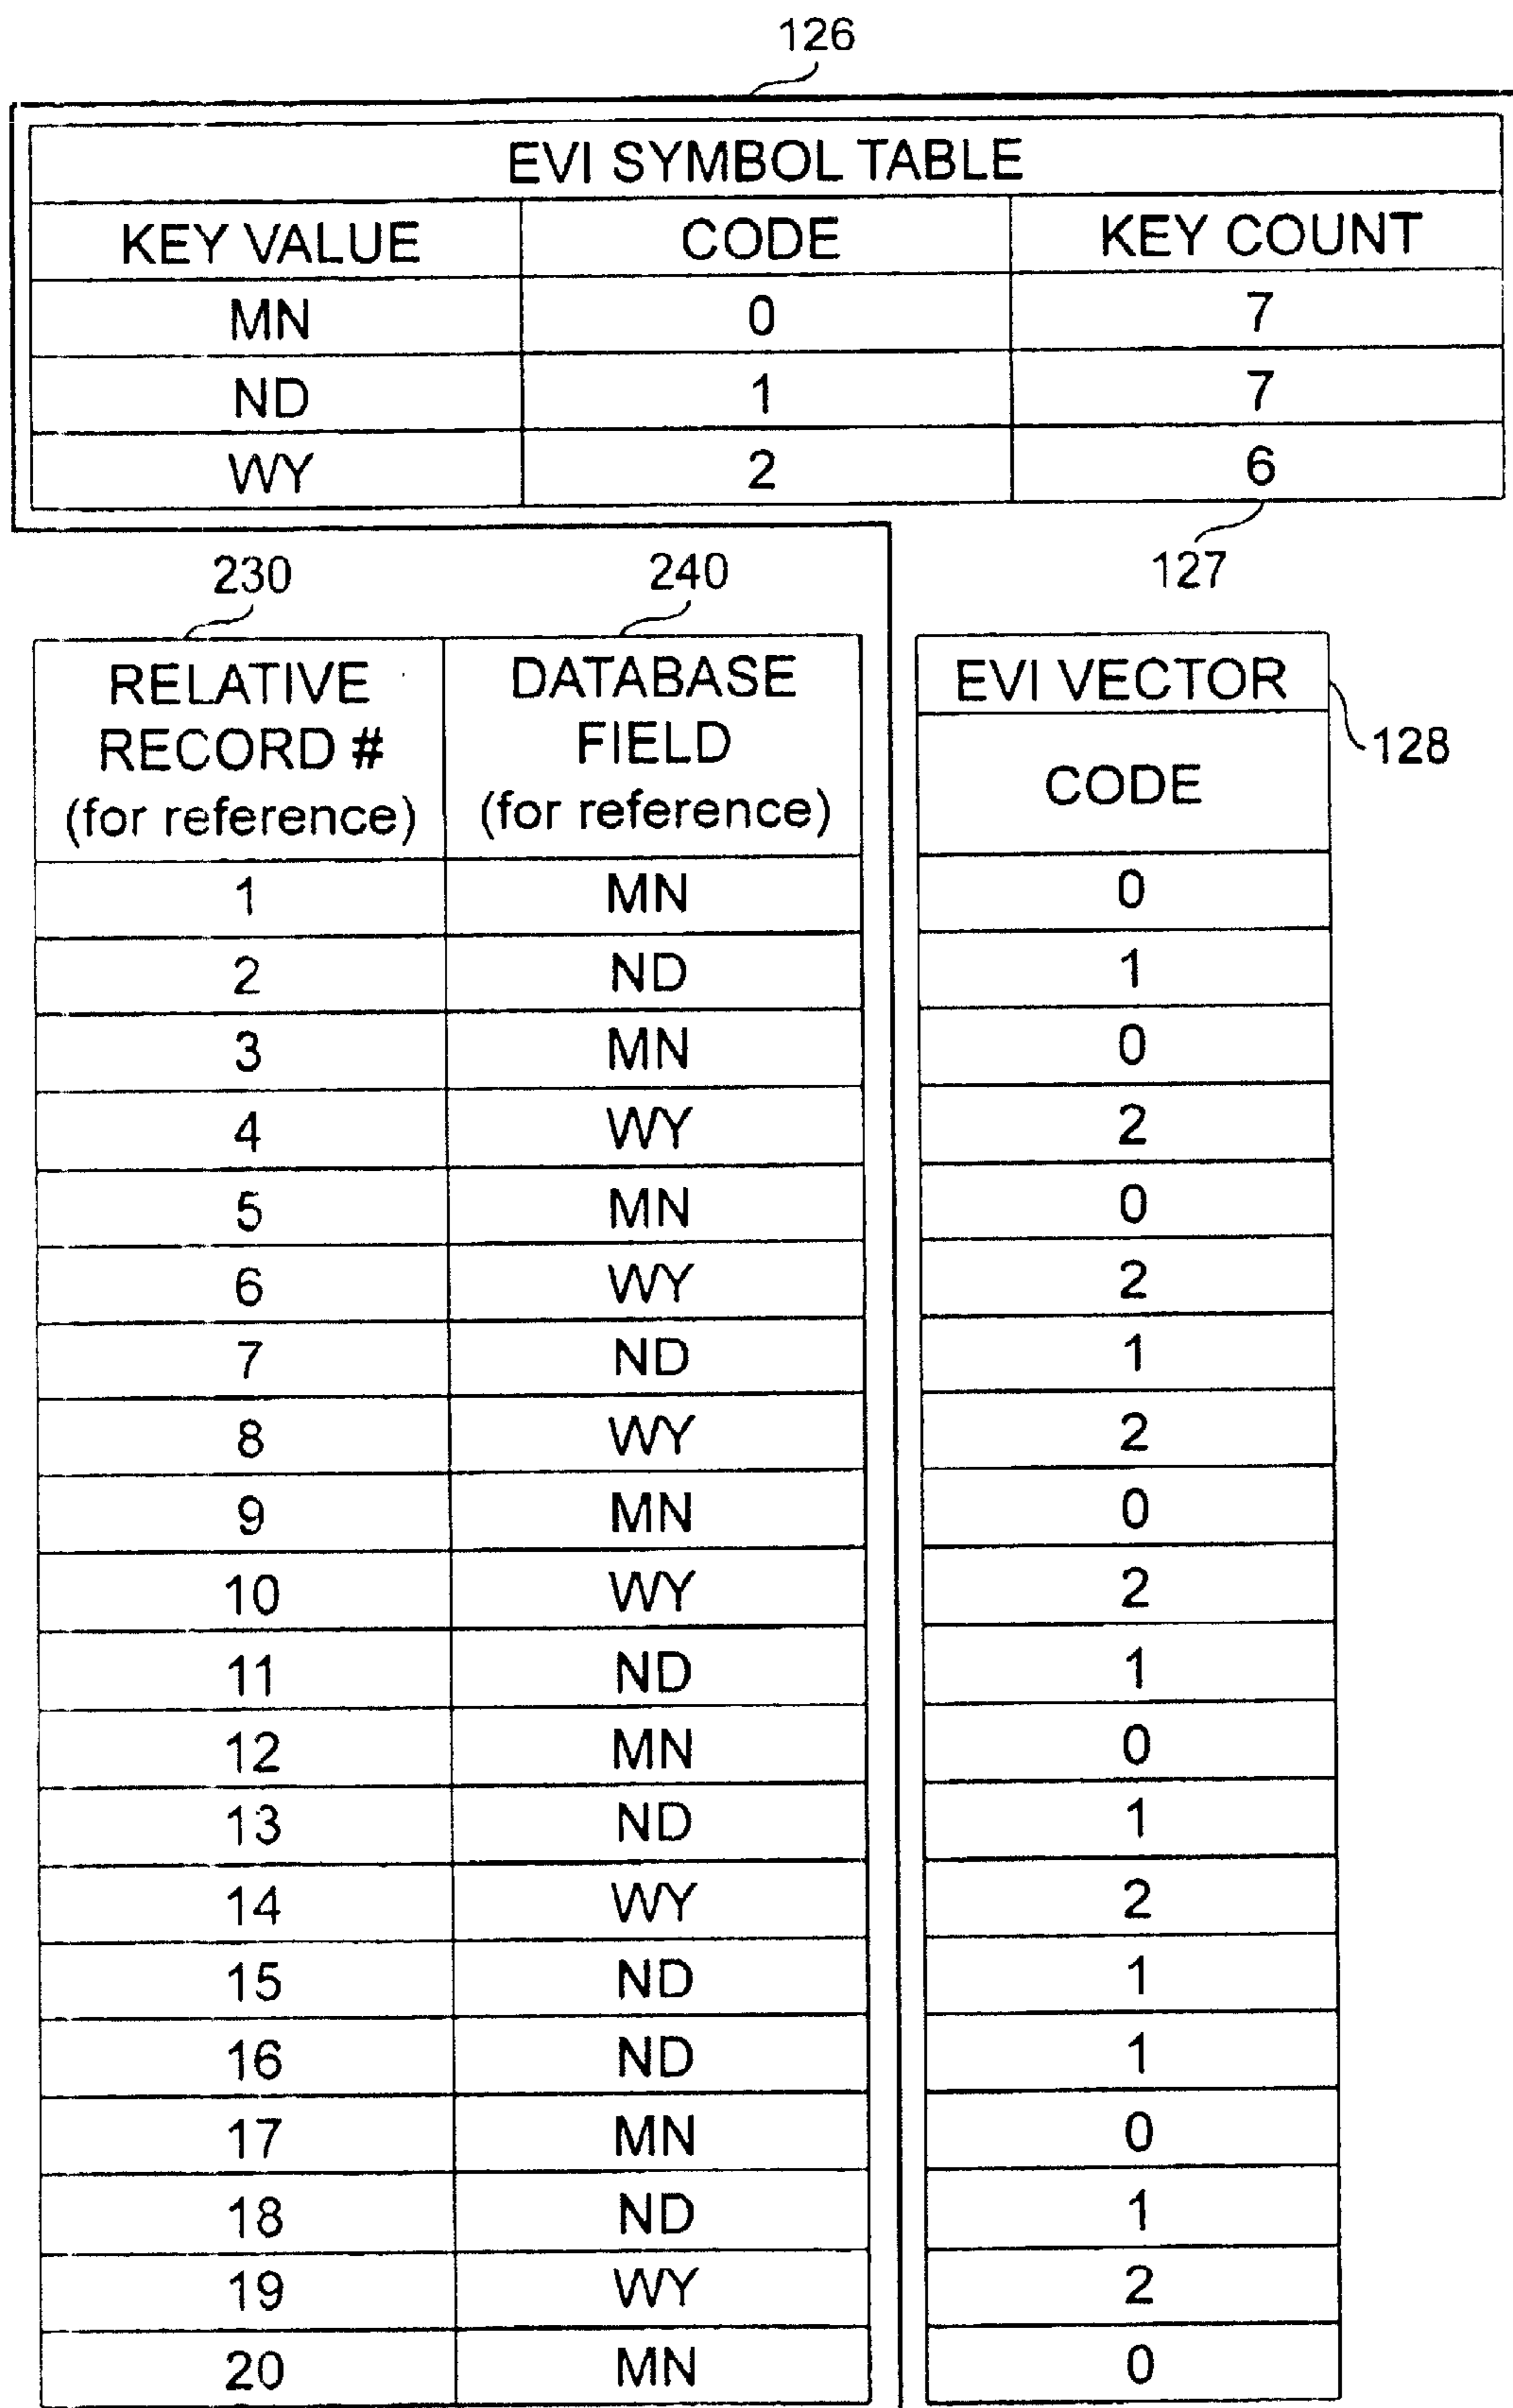 126
EVI SYMBOL TABLE
KEY VALUE CODE KEY COUNT
MN 0 7
ND 1 7
WY 2 6
230 240 127
RELATIVE RECORD # (for reference) DATABASE FIELD (for reference) EVI VECTOR CODE
128
1 MN 0
2 ND 1
3 MN 0
4 WY 2
5 MN 0
6 WY 2
7 ND 1
8 WY 2
9 MN 0
10 WY 2
11 ND 1
12 MN 0
13 ND 1
14 WY 2
15 ND 1
16 ND 1
17 MN 0
18 ND 1
19 WY 2
20 MN 0